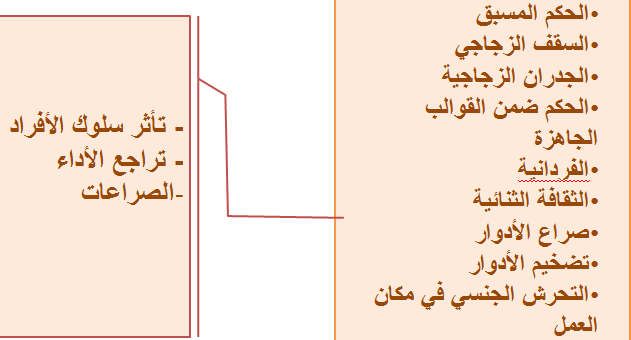 •الحكم المسبق
•السقف الزجاجي
•الجدران الزجاجية
•الحكم ضمن القوالب
الجاهزة
•الفردانية
•الثقافة الثنائية
•صراع الأدوار
•تضخيم الأدوار
•التحرش الجنسي في مكان
العمل
- تأثر سلوك الأفراد
- تراجع الأداء
-الصراعات